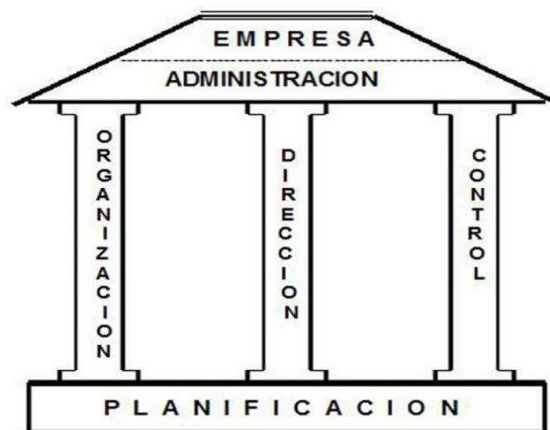 EMPRESA
ADMINISTRACION
ORGANIZACION
DIRECCION
CONTROL
PLANIFICACION